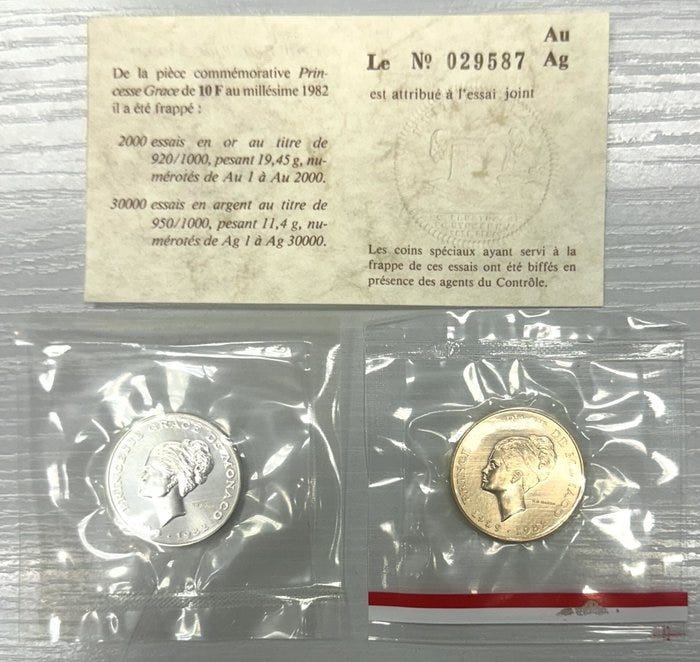 De la pièce commémorative Prin-
cesse Grace de 10 F au millésime 1982
il a été frappé :
2000 essais en or au titre de
920/1000, pesant 19,45 g, nu-
mérotés de Au 1 à Au 2000.
30000 essais en argent au titre de
950/1000, pesant 11,4 g, nu-
mérotés de Ag 1 à Ag 30000.
Au
Le Nº 029587 Ag
est attribué à l'essai joint
Les coins spéciaux ayant servi à la
frappe de ces essais ont été biffés en
présence des agents du Contrôle.
PRINCESSE GRACE DE MONACO
1982